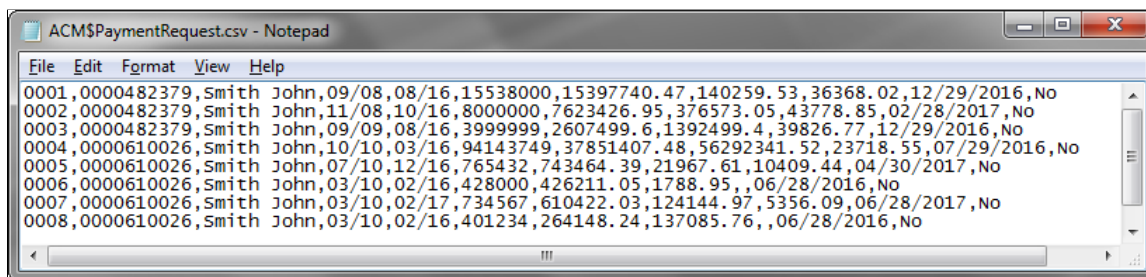 ACM$PaymentRequest.csv - Notepad
File Edit Format View Help
0001,0000482379,Smith John,09/08,08/16,15538000,15397740.47,140259.53,36368.02,12/29/2016,No
0002,0000482379,Smith John,11/08,10/16,8000000,7623426.95,376573.05,43778.85,02/28/2017,No
0003,0000482379,Smith John,09/09,08/16,3999999,2607499.6,1392499.4,39826.77,12/29/2016,No
0004,0000610026,Smith John,10/10,03/16,94143749,37851407.48,56292341.52,23718.55,07/29/2016,No
0005,0000610026,Smith John,07/10,12/16,765432,743464.39,21967.61,10409.44,04/30/2017,No
0006,0000610026,Smith John,03/10,02/16,428000,426211.05,1788.95,,06/28/2016,No
0007,0000610026,Smith John,03/10,02/17,734567,610422.03,124144.97,5356.09,06/28/2017,No
0008,0000610026,Smith John,03/10,02/16,401234,264148.24,137085.76,,06/28/2016,No